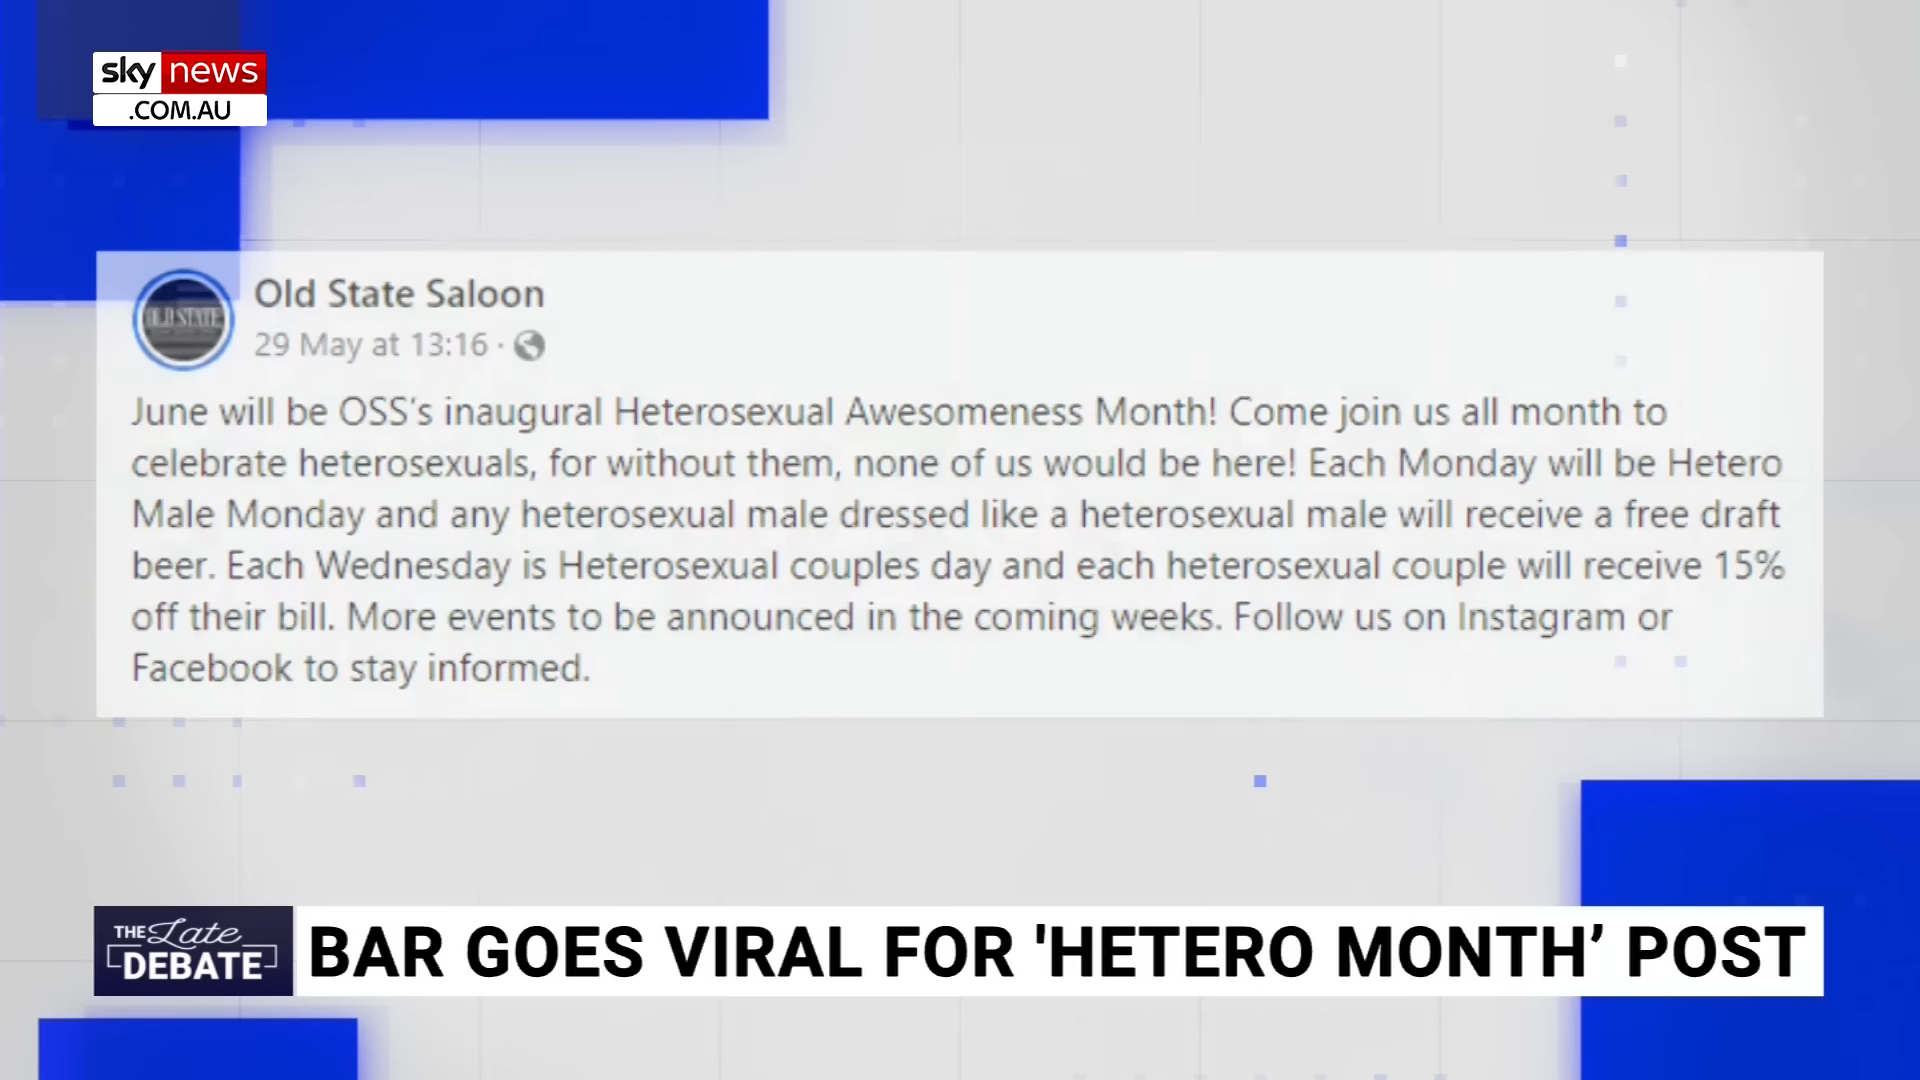 sky news
.COM.AU
OLD STATE
Old State Saloon
29 May at 13:16 ·
June will be OSS's inaugural Heterosexual Awesomeness Month! Come join us all month to
celebrate heterosexuals, for without them, none of us would be here! Each Monday will be Hetero
Male Monday and any heterosexual male dressed like a heterosexual male will receive a free draft
beer. Each Wednesday is Heterosexual couples day and each heterosexual couple will receive 15%
off their bill. More events to be announced in the coming weeks. Follow us on Instagram or
Facebook to stay informed.
THE Late
DEBATE
BAR GOES VIRAL FOR 'HETERO MONTH’ POST